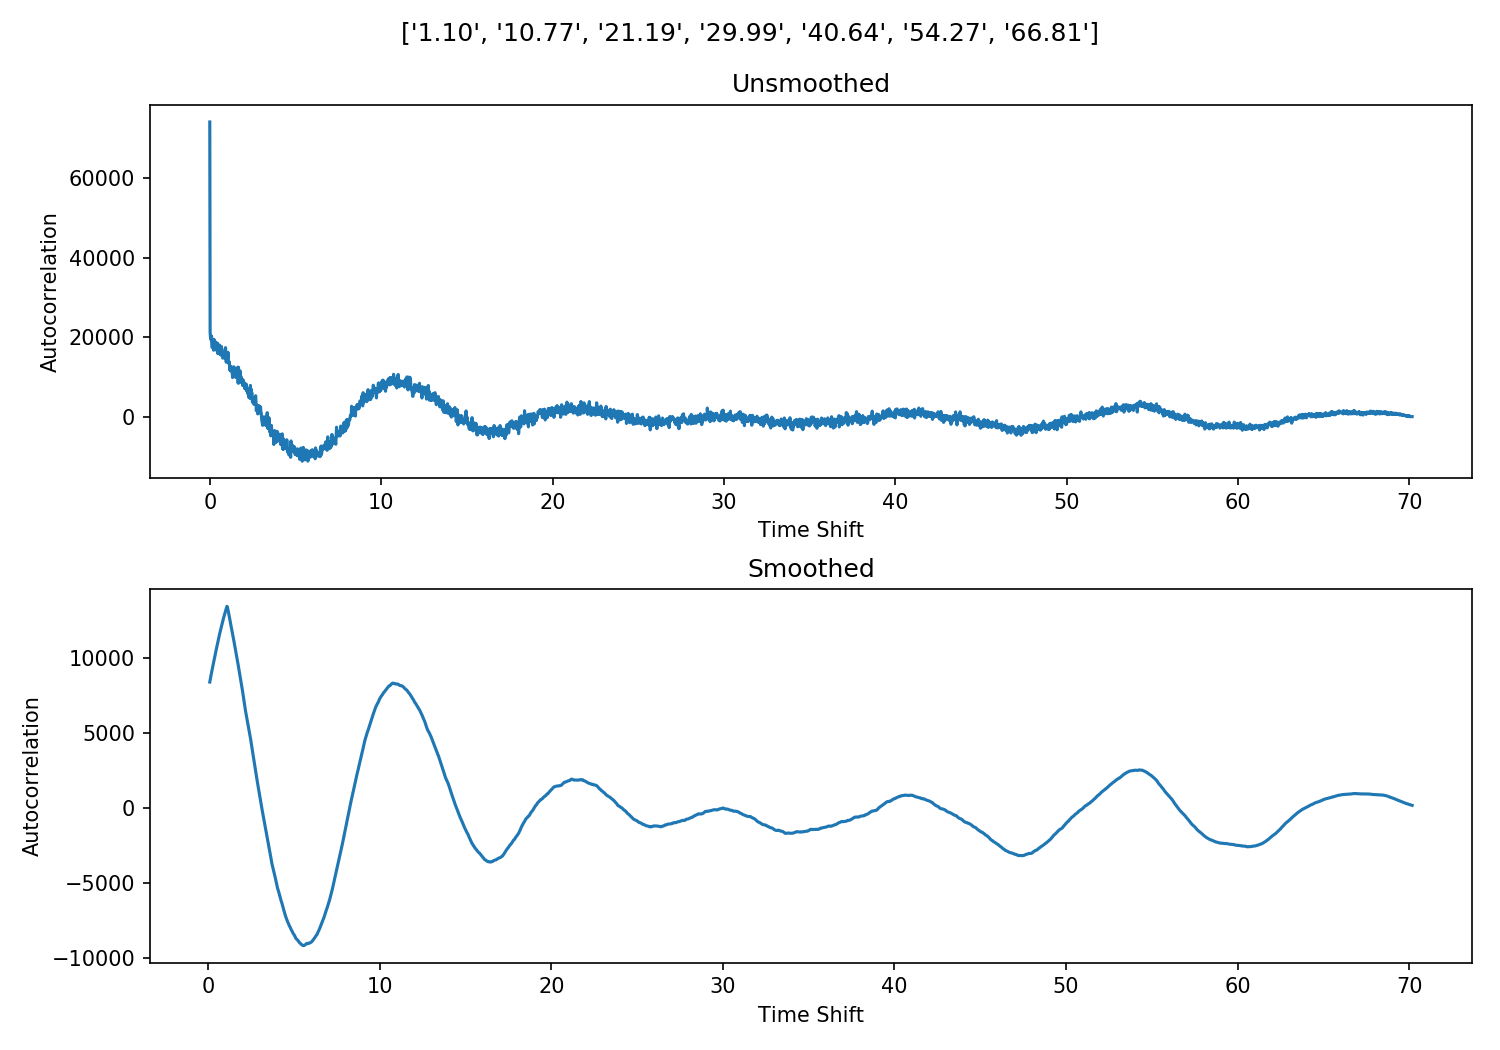 ['1.10', '10.77', '21.19', '29.99', '40.64', '54.27', '66.81']
Unsmoothed
Autocorrelation
60000
40000
20000
0
0 10 20 30 40 50 60 70
Time Shift
Smoothed
Autocorrelation
10000
5000
0
−5000
−10000
0 10 20 30 40 50 60 70
Time Shift